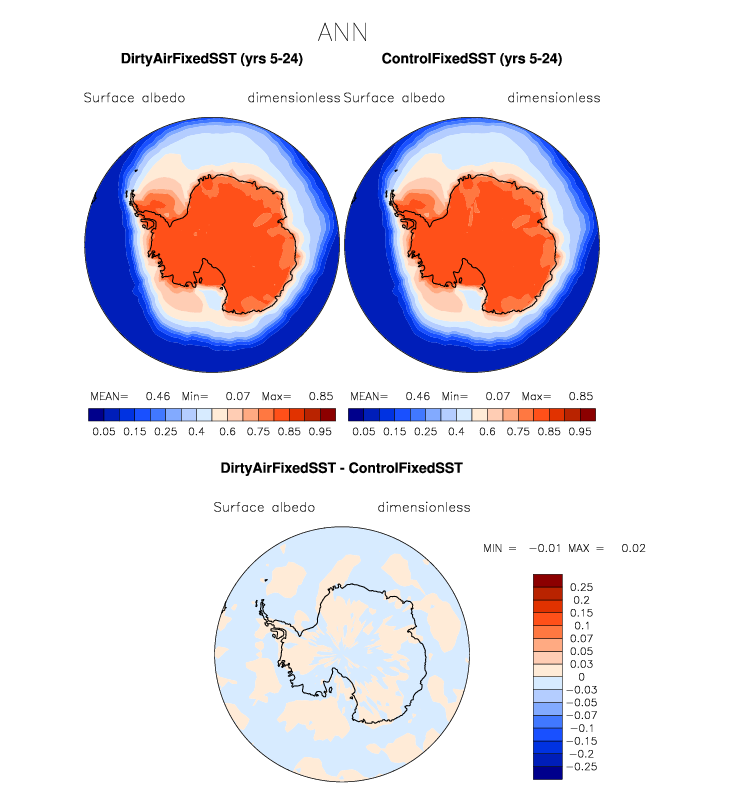 ANN
DirtyAirFixedSST (yrs 5-24) ControlFixedSST (yrs 5-24)
Surface albedo dimensionless Surface albedo dimensionless
MEAN= 0.46 Min= 0.07 Max= 0.85 MEAN= 0.46 Min= 0.07 Max= 0.85
0.05 0.15 0.25 0.4 0.6 0.75 0.85 0.95 0.05 0.15 0.25 0.4 0.6 0.75 0.85 0.95
DirtyAirFixedSST - ControlFixedSST
Surface albedo dimensionless
MIN = -0.01 MAX = 0.02
0.25
0.2
0.15
0.1
0.07
0.05
0.03
0
-0.03
-0.05
-0.07
-0.1
-0.15
-0.2
-0.25